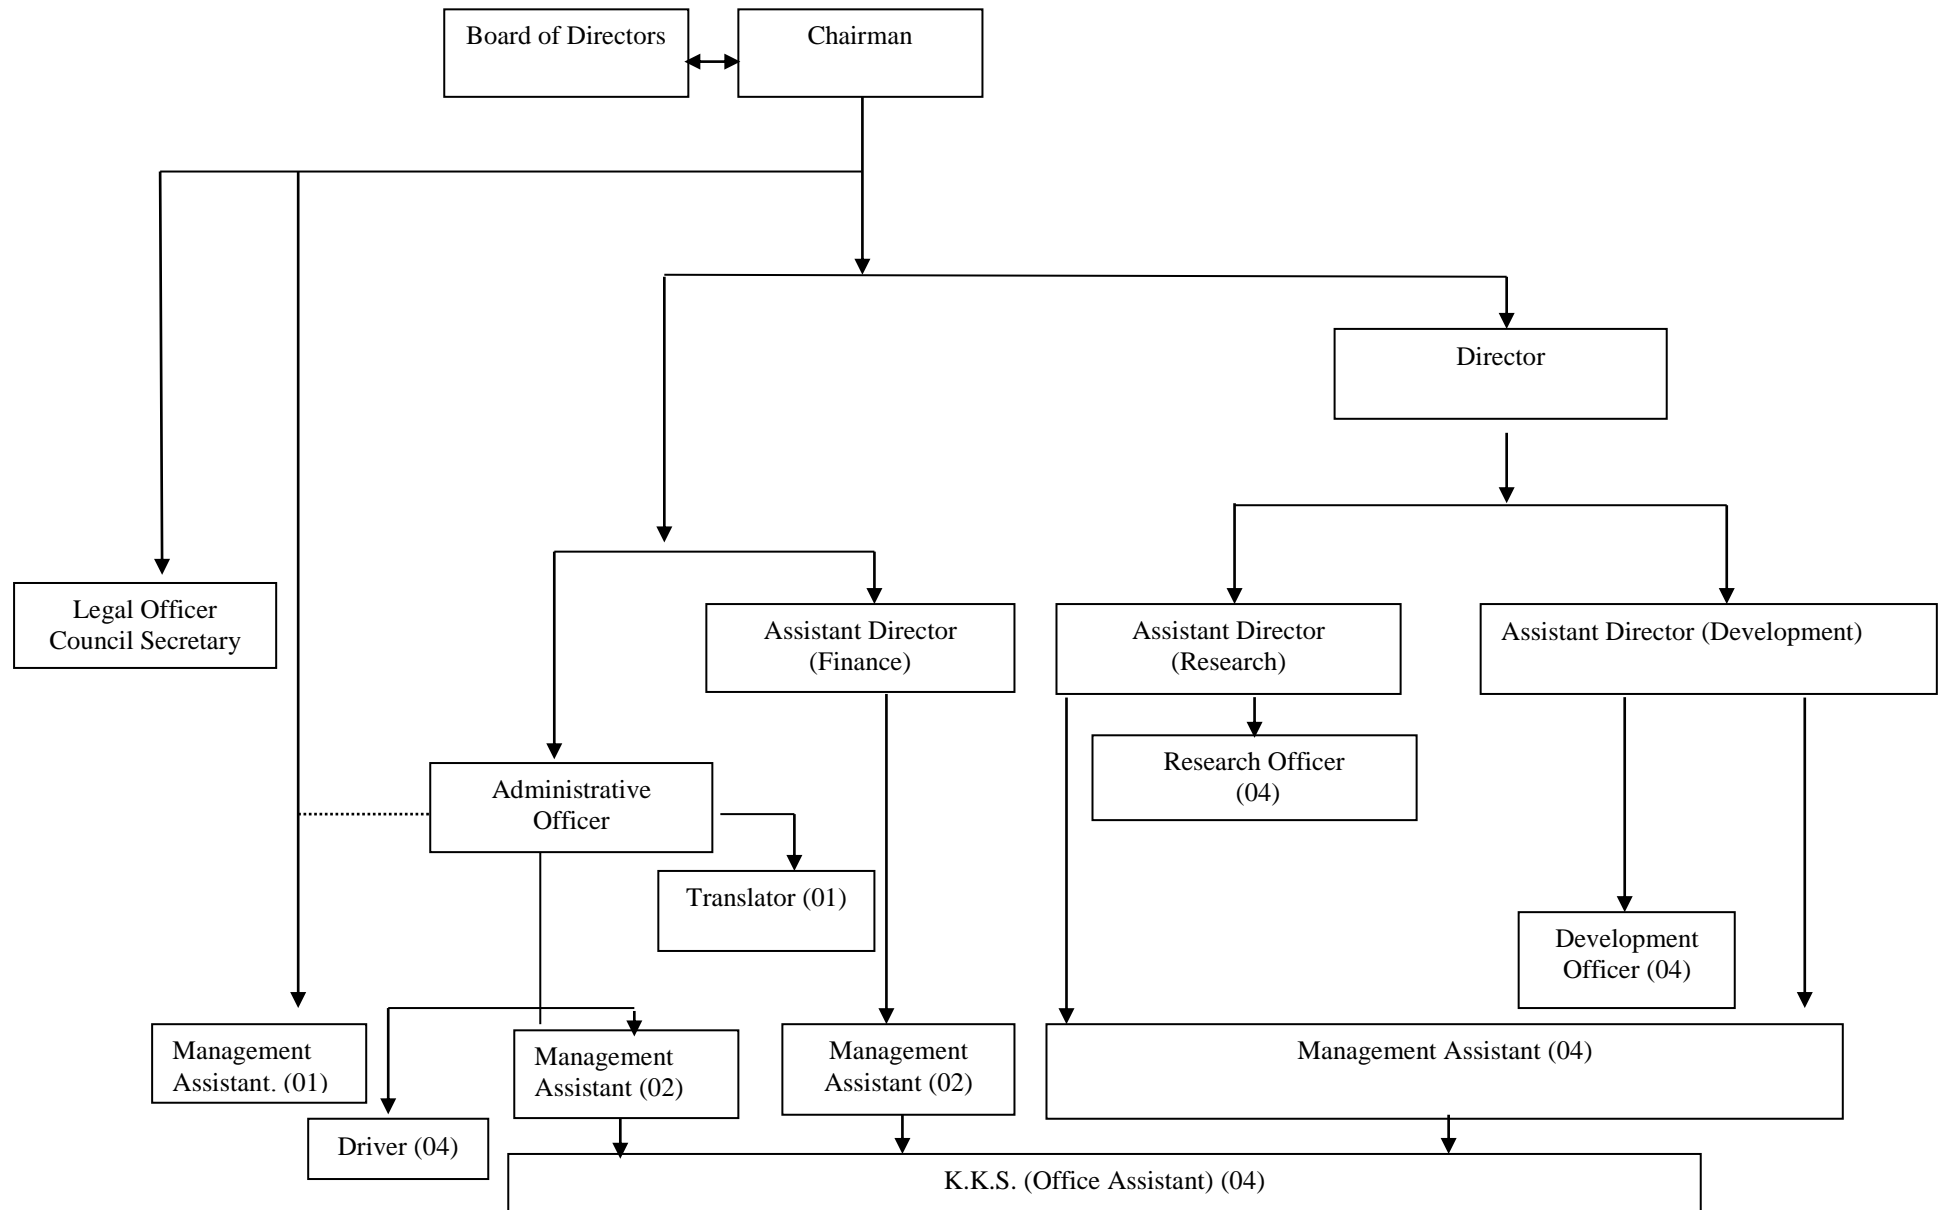 Board of Directors
Chairman
Director
Legal Officer
Council Secretary
Assistant Director
(Finance)
Assistant Director
(Research)
Assistant Director (Development)
Research Officer
(04)
Administrative
Officer
Translator (01)
Development
Officer (04)
Management
Assistant. (01)
Management
Assistant (02)
Management
Assistant (02)
Management Assistant (04)
Driver (04)
K.K.S. (Office Assistant) (04)